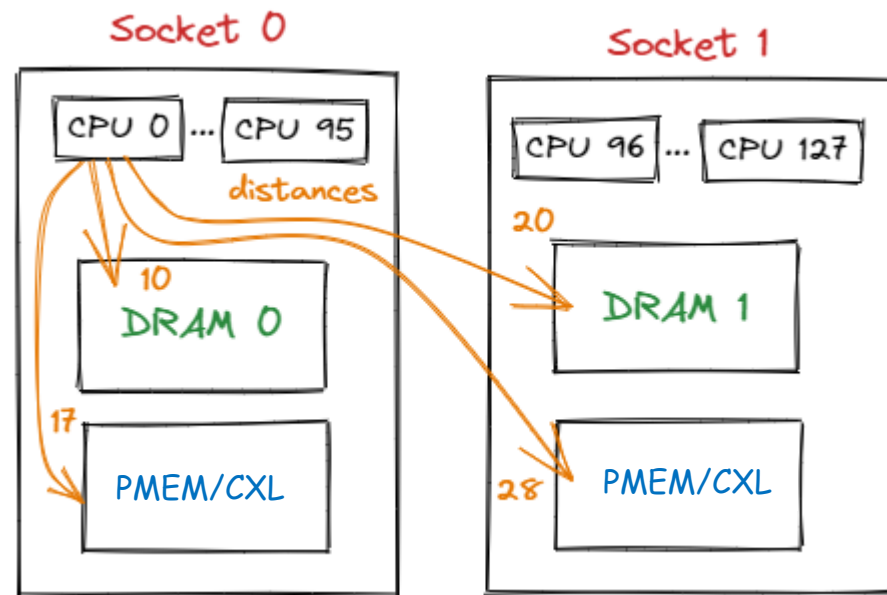 Socket 0
CPU 0 ... CPU 95
distances
10
DRAM 0
17
PMEM/CXL
Socket 1
CPU 96 ... CPU 127
20
DRAM 1
28
PMEM/CXL